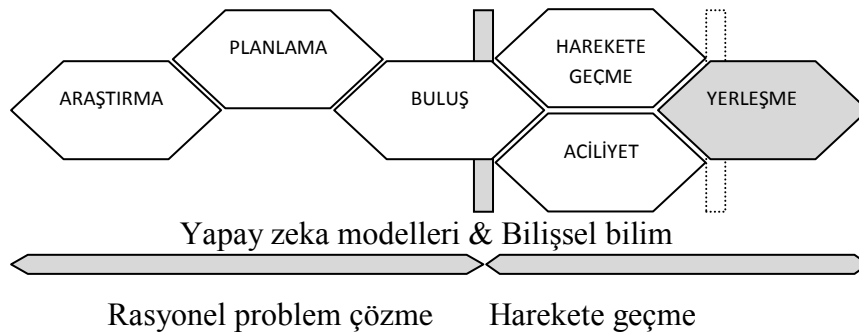 PLANLAMA
HAREKETE
GEÇME
ARAŞTIRMA
BULUŞ
YERLEŞME
ACİLİYET
Yapay zeka modelleri & Bilişsel bilim
Rasyonel problem çözme
Harekete geçme